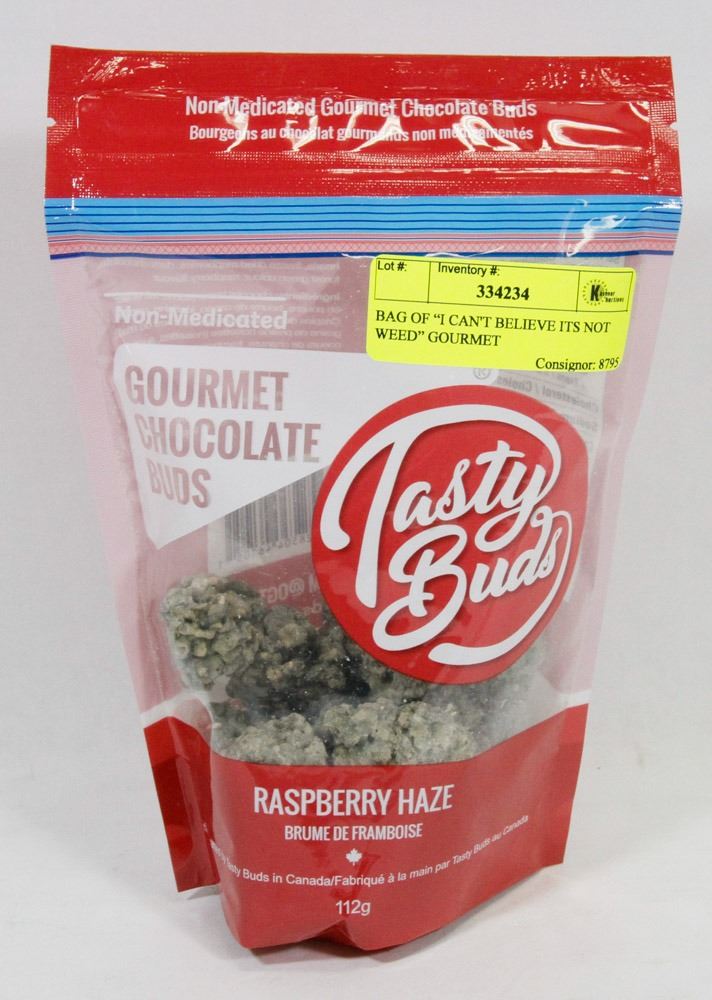 Non-Medicated Gourmet Chocolate Buds
Bourgeons au chocolat gourmands non médicamentés
Lot #:
Inventory #:
334234
BAG OF “I CAN'T BELIEVE ITS NOT
WEED” GOURMET
Consignor: 8795
Non-Medicated
GOURMET
CHOCOLATE
BUDS
Tasty
Buds
RASPBERRY HAZE
BRUME DE FRAMBOISE
Tasty Buds in Canada/Fabriqué à la main par Tasty Buds au Canada
112g